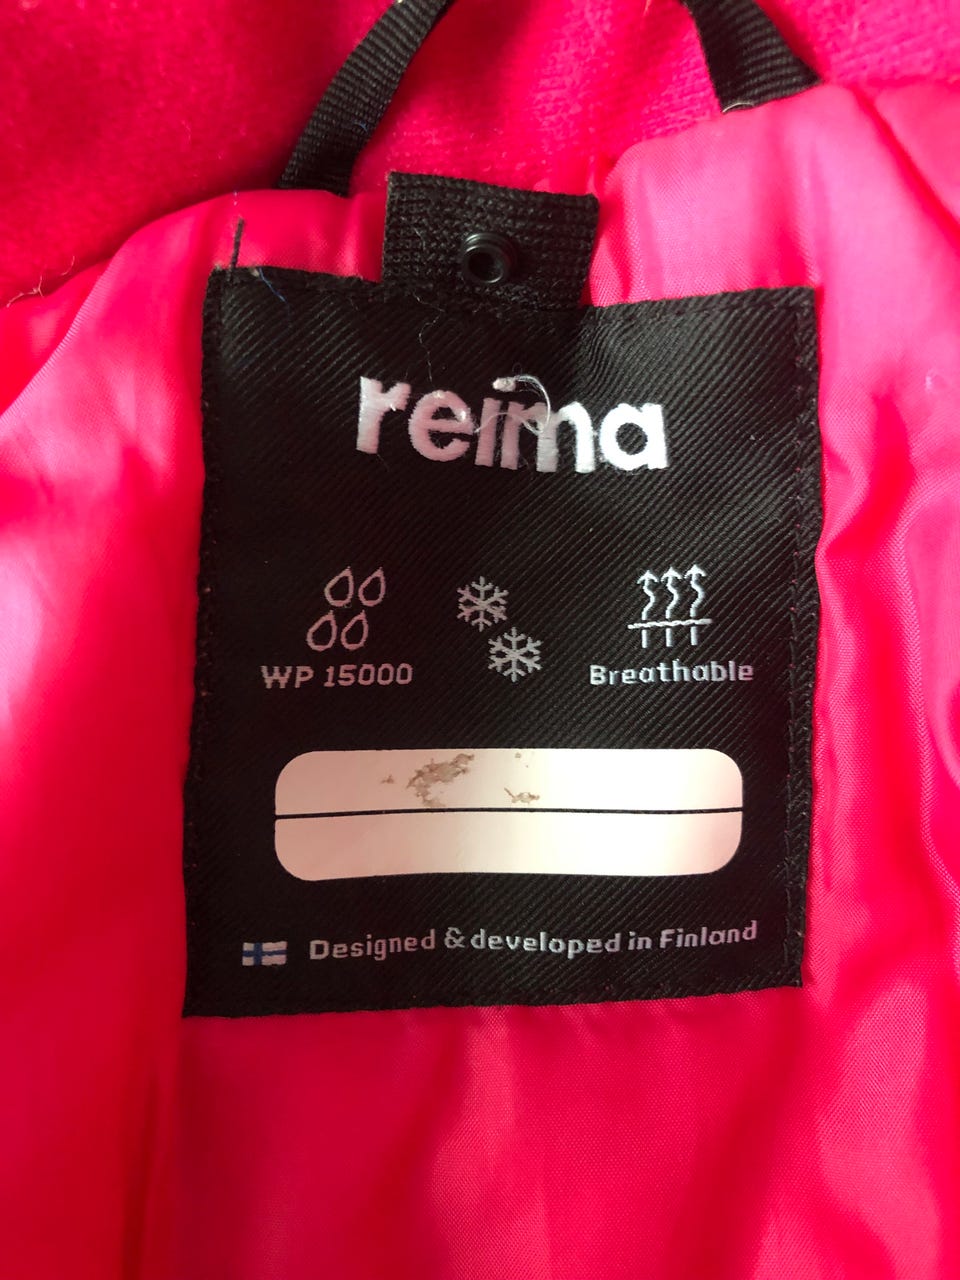 reima
WP 15000
Breathable
Designed & developed in Finland